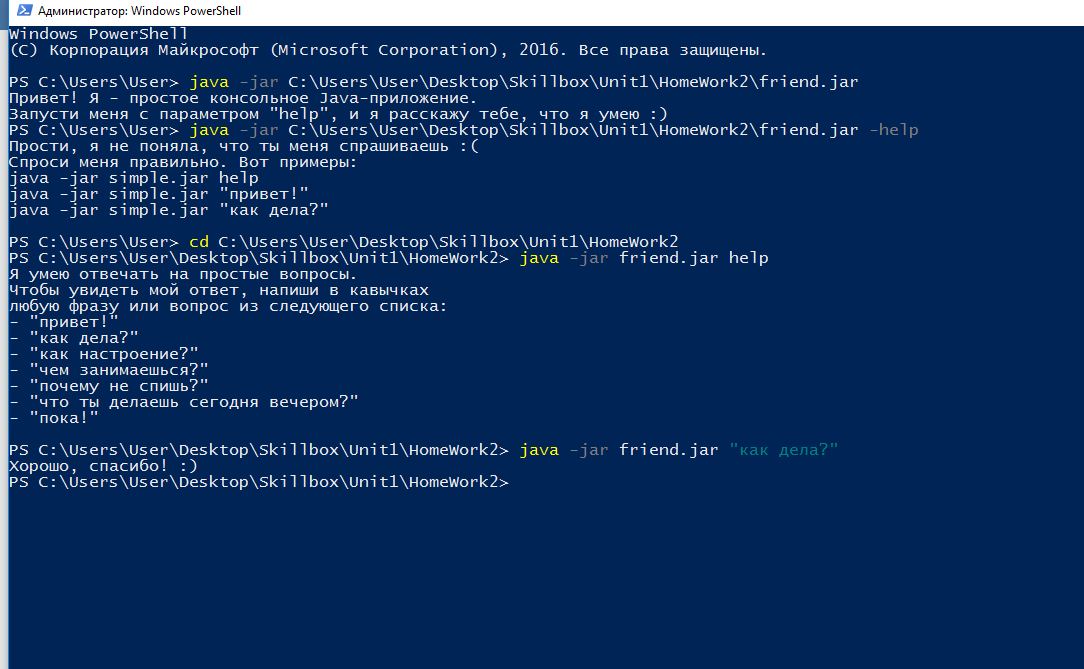 Администратор: Windows PowerShell
Windows PowerShell
(C) Корпорация Майкрософт (Microsoft Corporation), 2016. Все права защищены.
PS C:\Users\User> java -jar C:\Users\User\Desktop\Skillbox\Unit1\HomeWork2\friend.jar
Привет! Я - простое консольное Java-приложение.
Запусти меня с параметром "help", и я расскажу тебе, что я умею :)
PS C:\Users\User> java -jar C:\Users\User\Desktop\Skillbox\Unit1\HomeWork2\friend.jar -help
Прости, я не поняла, что ты меня спрашиваешь :(
Спроси меня правильно. Вот примеры:
java -jar simple.jar help
java -jar simple.jar "привет!"
java -jar simple.jar "как дела?"
PS C:\Users\User> cd C:\Users\User\Desktop\Skillbox\Unit1\HomeWork2
PS C:\Users\User\Desktop\Skillbox\Unit1\HomeWork2> java -jar friend.jar help
Я умею отвечать на простые вопросы.
Чтобы увидеть мой ответ, напиши в кавычках
любую фразу или вопрос из следующего списка:
- "привет!"
- "как дела?"
- "как настроение?"
- "чем занимаешься?"
- "почему не спишь?"
- "что ты делаешь сегодня вечером?"
- "пока!"
PS C:\Users\User\Desktop\Skillbox\Unit1\HomeWork2> java -jar friend.jar "как дела?"
Хорошо, спасибо! :)
PS C:\Users\User\Desktop\Skillbox\Unit1\HomeWork2>